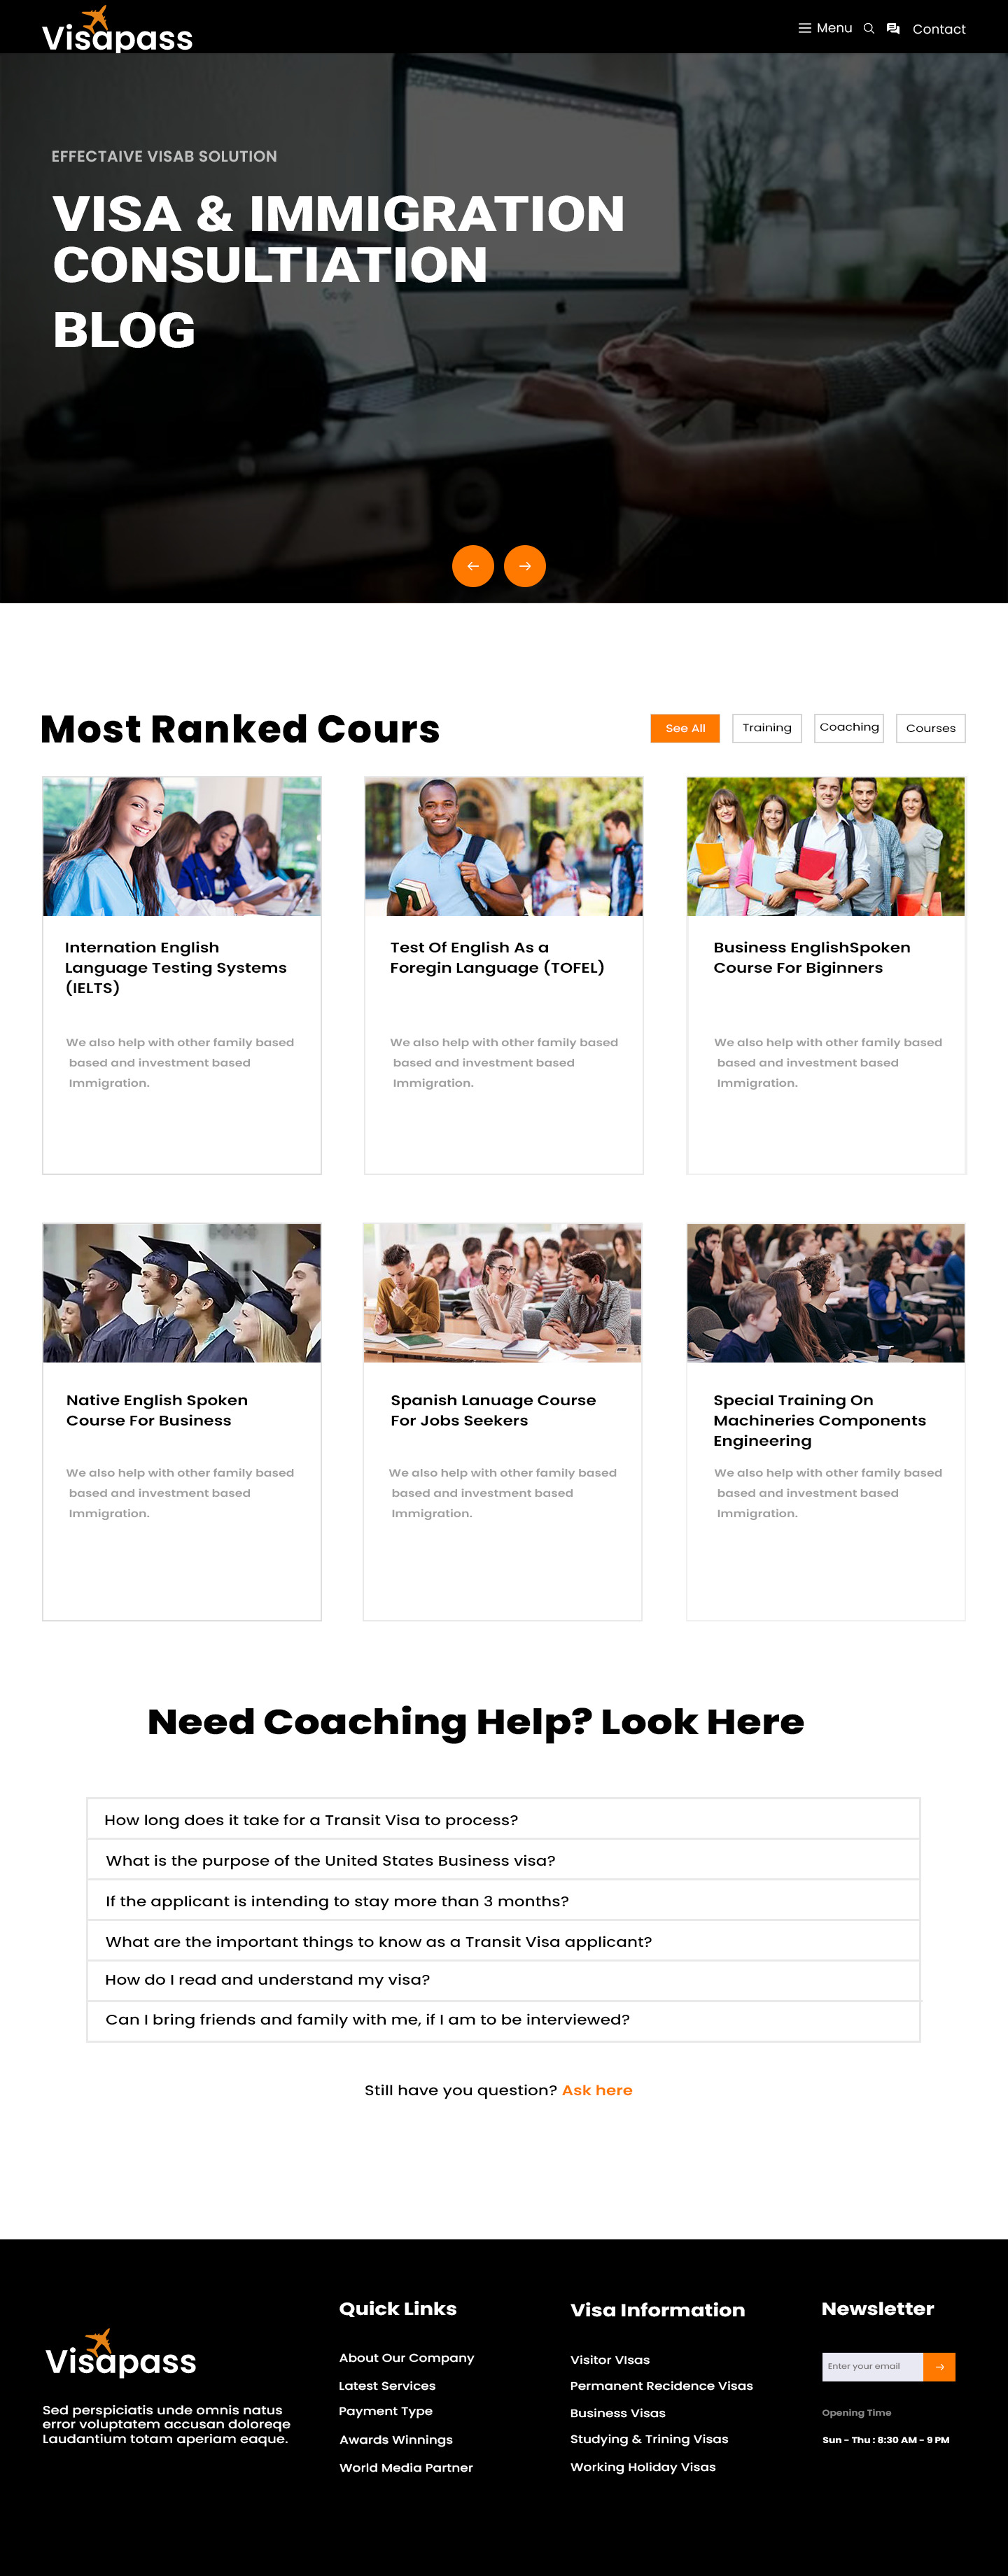 Visapass
Menu
Contact
EFFECTAIVE VISAB SOLUTION
VISA & IMMIGRATION
CONSULTIATION
BLOG
Google
Most Ranked Cours
See All
Training
Coaching
Courses
Internation English
Language Testing Systems
(IELTS)
We also help with other family based
based and investment based
Immigration.
Test Of English As a
Foregin Language (TOFEL)
We also help with other family based
based and investment based
Immigration.
Business EnglishSpoken
Course For Biginners
We also help with other family based
based and investment based
Immigration.
Native English Spoken
Course For Business
We also help with other family based
based and investment based
Immigration.
Spanish Lanuage Course
For Jobs Seekers
We also help with other family based
based and investment based
Immigration.
Special Training On
Machineries Components
Engineering
We also help with other family based
based and investment based
Immigration.
Need Coaching Help? Look Here
How long does it take for a Transit Visa to process?
What is the purpose of the United States Business visa?
If the applicant is intending to stay more than 3 months?
What are the important things to know as a Transit Visa applicant?
How do I read and understand my visa?
Can I bring friends and family with me, if I am to be interviewed?
Still have you question? Ask here
Visapass
Sed perspiciatis unde omnis natus
error voluptatem accusan doloreqe
Laudantium totam aperiam eaque.
Quick Links
About Our Company
Latest Services
Payment Type
Awards Winnings
World Media Partner
Visa Information
Visitor VIsas
Permanent Recidence Visas
Business Visas
Studying & Trining Visas
Working Holiday Visas
Newsletter
Enter your email
Opening Time
Sun - Thu : 8:30 AM - 9 PM